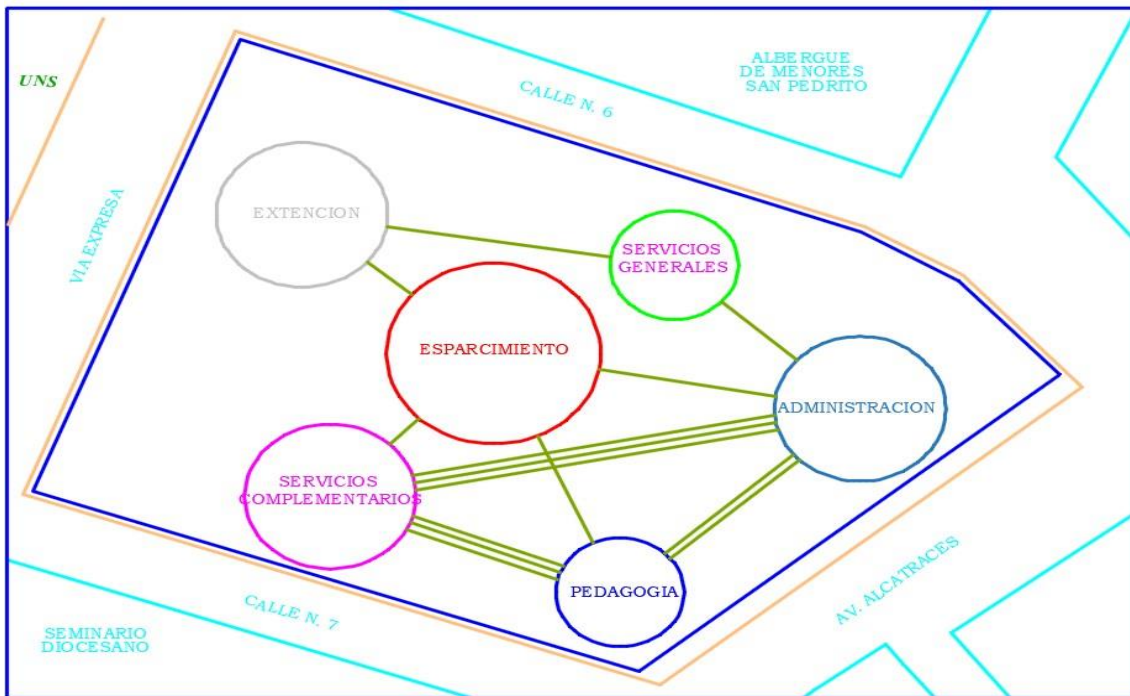 UNS
ALBERGUE
DE MENORES
SAN PEDRITO
CALLE N. 6
VIA EXPRESA
EXTENCION
SERVICIOS
GENERALES
ESPARCIMIENTO
ADMINISTRACION
SERVICIOS
COMPLEMENTARIOS
PEDAGOGIA
AV. ALCATRACES
CALLE N. 7
SEMINARIO
DIOCESANO